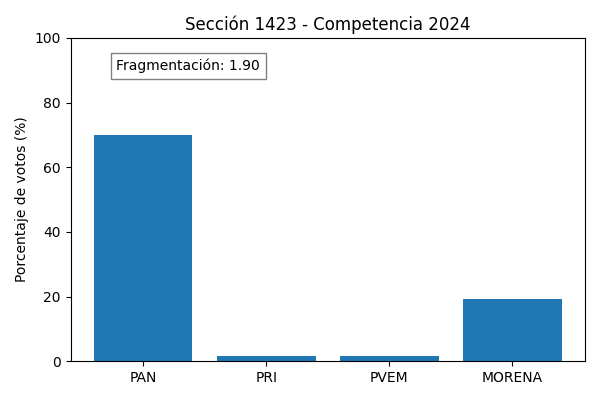 Sección 1423 - Competencia 2024
Fragmentación: 1.90
Porcentaje de votos (%)
100
80
60
40
20
0
PAN PRI PVEM MORENA